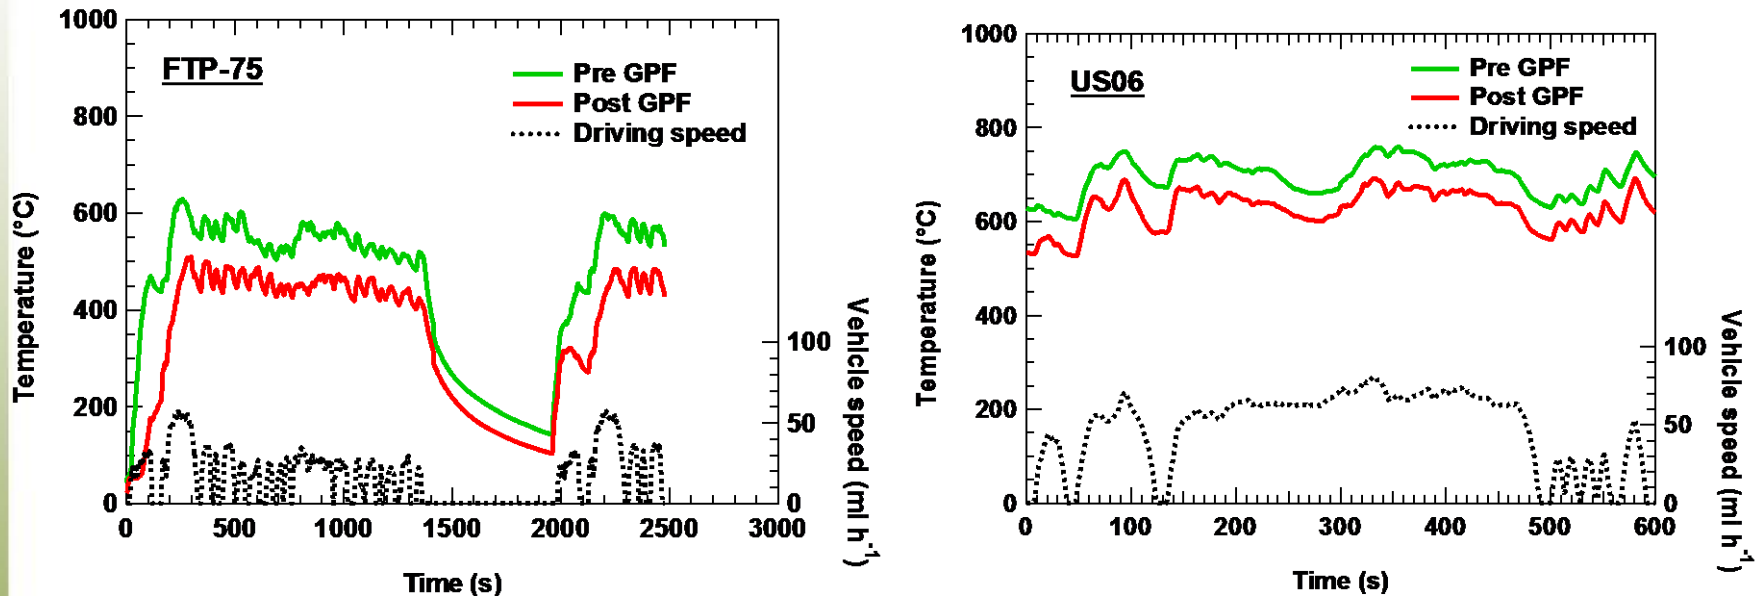 FTP-75
Pre GPF
Post GPF
Driving speed
1000
800
600
400
200
0
Temperature (°C)
100
50
0
Vehicle speed (ml h⁻¹)
0 500 1000 1500 2000 2500 3000
Time (s)
US06
Pre GPF
Post GPF
Driving speed
1000
800
600
400
200
0
Temperature (°C)
100
50
0
Vehicle speed (ml h⁻¹)
0 100 200 300 400 500 600
Time (s)